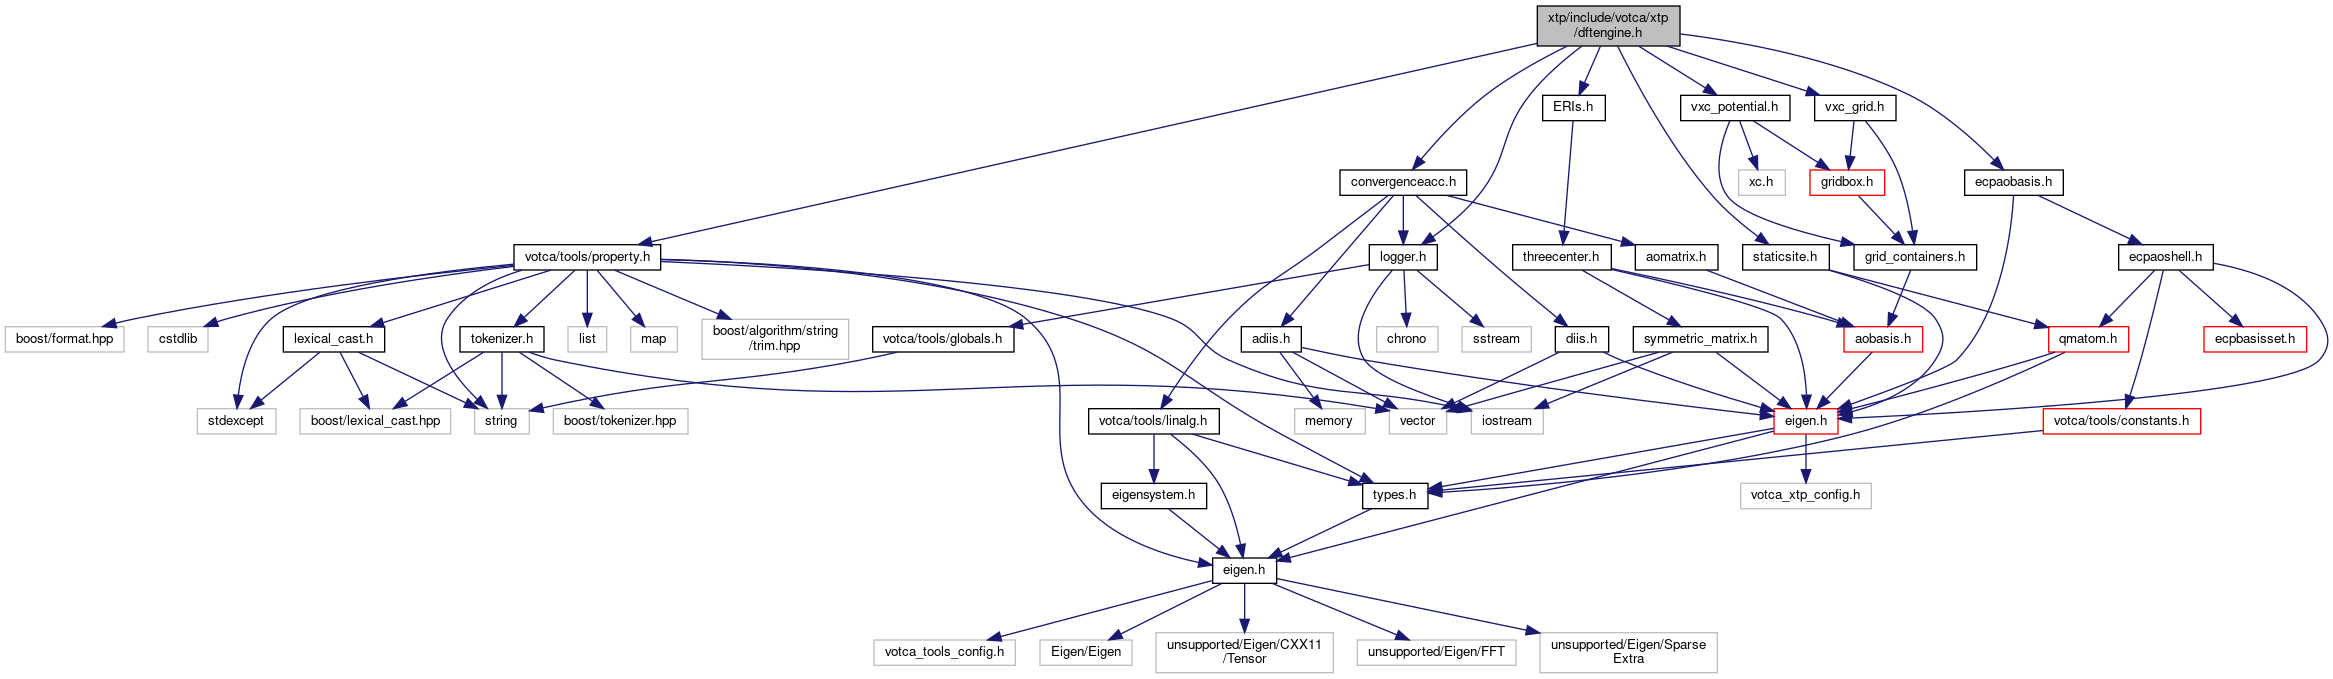 xtp/include/votca/xtp
/dftengine.h
ERIs.h
vxc_potential.h
vxc_grid.h
convergenceacc.h
xc.h
gridbox.h
ecpaobasis.h
votca/tools/property.h
logger.h
threecenter.h
aomatrix.h
staticsite.h
grid_containers.h
ecpaoshell.h
boost/format.hpp
cstdlib
lexical_cast.h
tokenizer.h
list
map
boost/algorithm/string
/trim.hpp
votca/tools/globals.h
adiis.h
chrono
sstream
diis.h
symmetric_matrix.h
aobasis.h
qmatom.h
ecpbasisset.h
stdexcept
boost/lexical_cast.hpp
string
boost/tokenizer.hpp
votca/tools/linalg.h
memory
vector
iostream
eigen.h
votca/tools/constants.h
eigensystem.h
types.h
votca_xtp_config.h
eigen.h
votca_tools_config.h
Eigen/Eigen
unsupported/Eigen/CXX11
/Tensor
unsupported/Eigen/FFT
unsupported/Eigen/Sparse
Extra